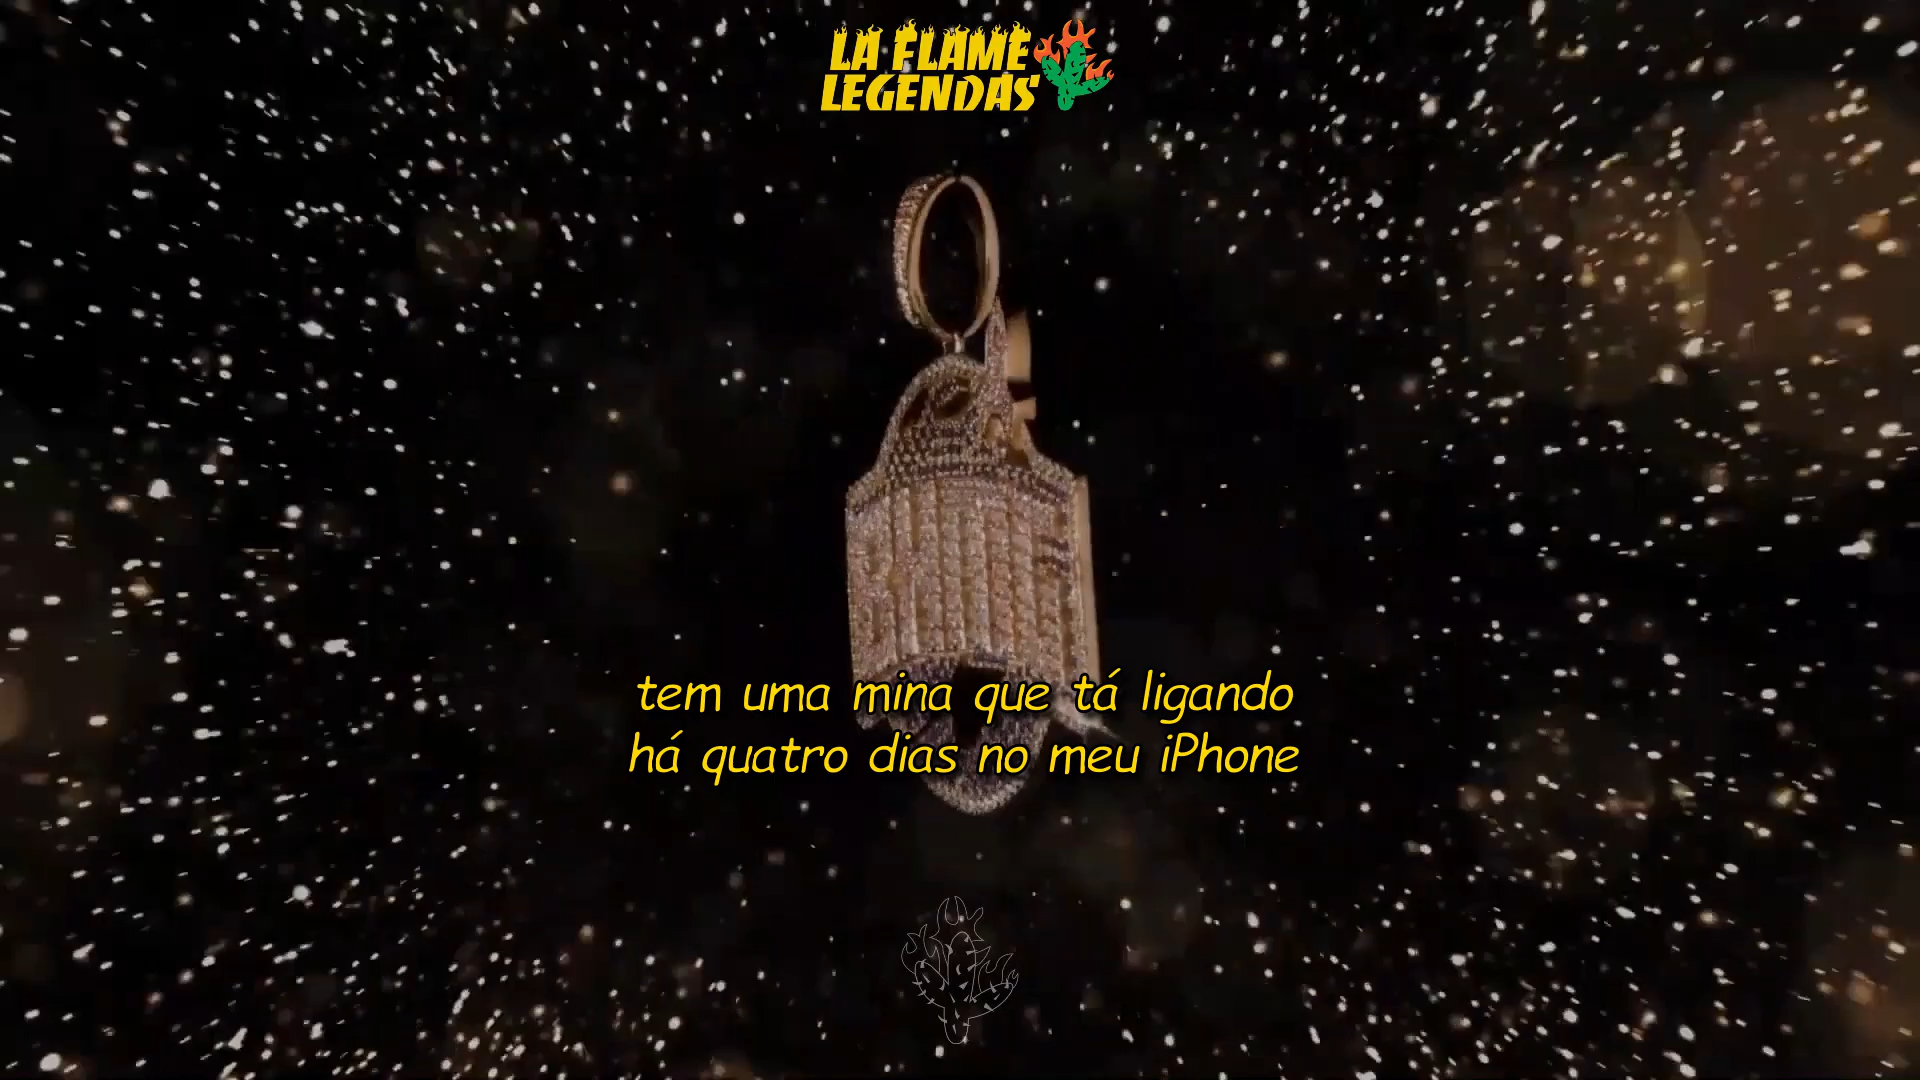 LA FLAME
LEGENDAS
tem uma mina que tá ligando
há quatro dias no meu iPhone